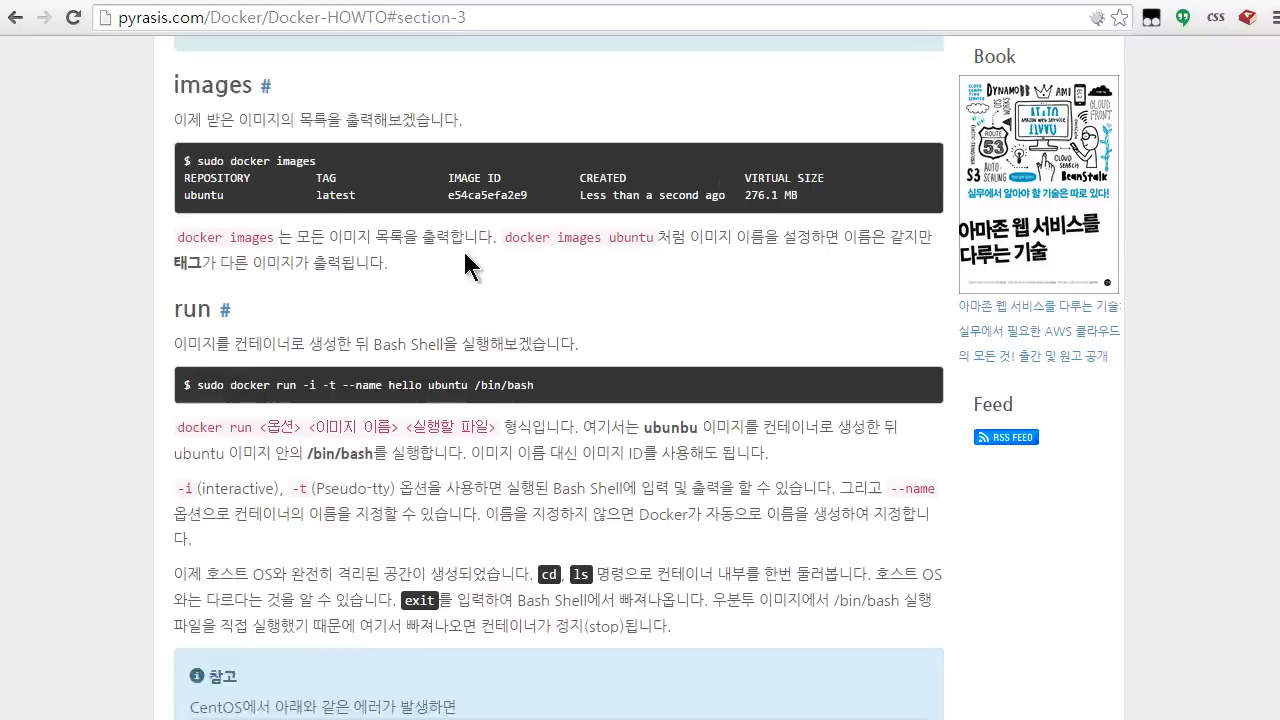 pyrasis.com/Docker/Docker-HOWTO#section-3
CSS
images #
이제 받은 이미지의 목록을 출력해보겠습니다.
$ sudo docker images
REPOSITORY TAG IMAGE ID CREATED VIRTUAL SIZE
ubuntu latest e54ca5efa2e9 Less than a second ago 276.1 MB
docker images 는 모든 이미지 목록을 출력합니다. docker images ubuntu 처럼 이미지 이름을 설정하면 이름은 같지만
태그가 다른 이미지가 출력됩니다.
run #
이미지를 컨테이너로 생성한 뒤 Bash Shell을 실행해보겠습니다.
$ sudo docker run -i -t --name hello ubuntu /bin/bash
docker run <옵션> <이미지 이름> <실행할 파일> 형식입니다. 여기서는 ubunbu 이미지를 컨테이너로 생성한 뒤
ubuntu 이미지 안의 /bin/bash를 실행합니다. 이미지 이름 대신 이미지 ID를 사용해도 됩니다.
-i (interactive), -t (Pseudo-tty) 옵션을 사용하면 실행된 Bash Shell에 입력 및 출력을 할 수 있습니다. 그리고 --name
옵션으로 컨테이너의 이름을 지정할 수 있습니다. 이름을 지정하지 않으면 Docker가 자동으로 이름을 생성하여 지정합니
다.
이제 호스트 OS와 완전히 격리된 공간이 생성되었습니다. cd, ls 명령으로 컨테이너 내부를 한번 둘러봅니다. 호스트 OS
와는 다르다는 것을 알 수 있습니다. exit를 입력하여 Bash Shell에서 빠져나옵니다. 우분투 이미지에서 /bin/bash 실행
파일을 직접 실행했기 때문에 여기서 빠져나오면 컨테이너가 정지(stop)됩니다.
참고
CentOS에서 아래와 같은 에러가 발생하면
Book
DYNAMODB AMI
CLOUD FRONT
AMAZON WEB SERVICE
ROUTE
53
CLOUD SEARCH
S3 AUTO-SCALING BEANSTALK
실무에서 알아야 할 기술은 따로 있다!
아마존 웹 서비스를
다루는 기술
아마존 웹 서비스를 다루는 기술:
실무에서 필요한 AWS 클라우드
의 모든 것! 출간 및 원고 공개
Feed
RSS FEED